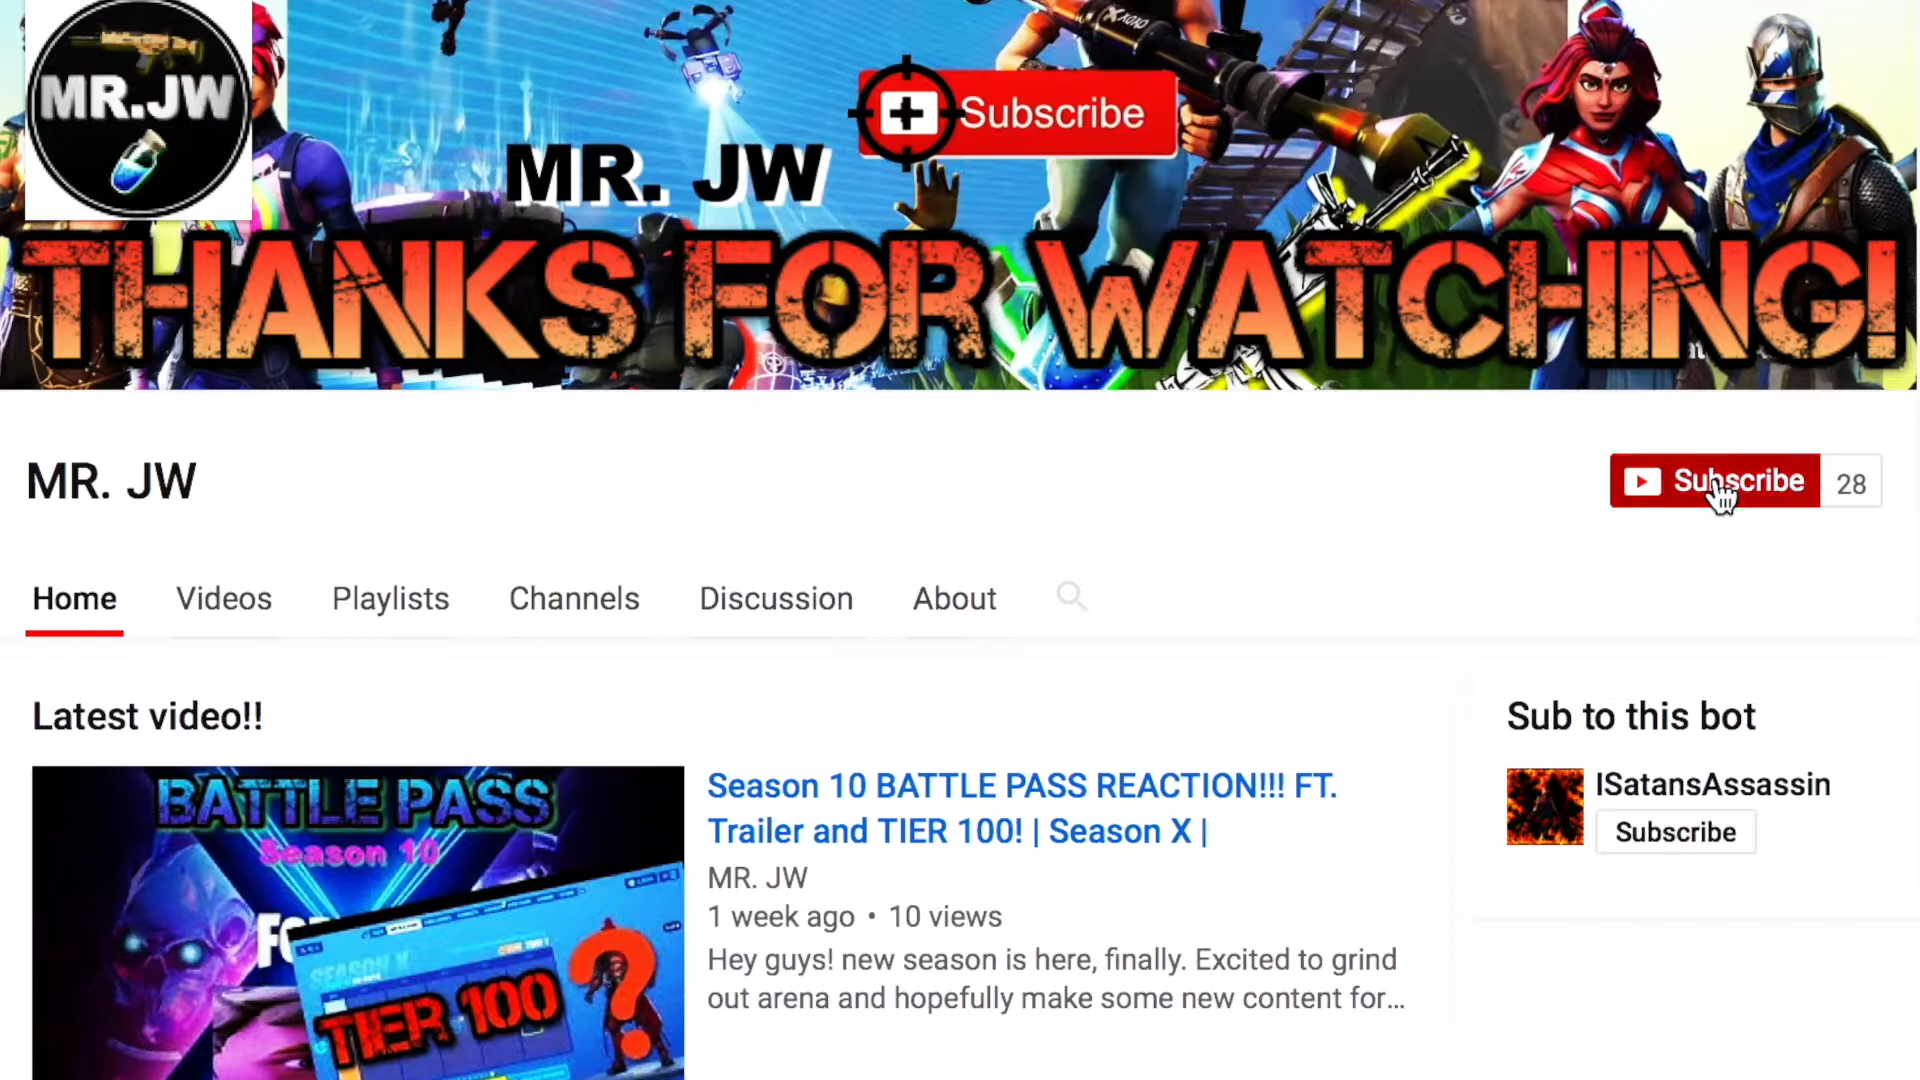 MR.JW
Subscribe
MR. JW
THANKS FOR WATCHING!
MR. JW
Subscribe 28
Home Videos Playlists Channels Discussion About
Latest video!!
BATTLE PASS
Season 10
SEASON X
TIER 100
?
Season 10 BATTLE PASS REACTION!!! FT.
Trailer and TIER 100! | Season X |
MR. JW
1 week ago • 10 views
Hey guys! new season is here, finally. Excited to grind
out arena and hopefully make some new content for...
Sub to this bot
ISatansAssassin
Subscribe